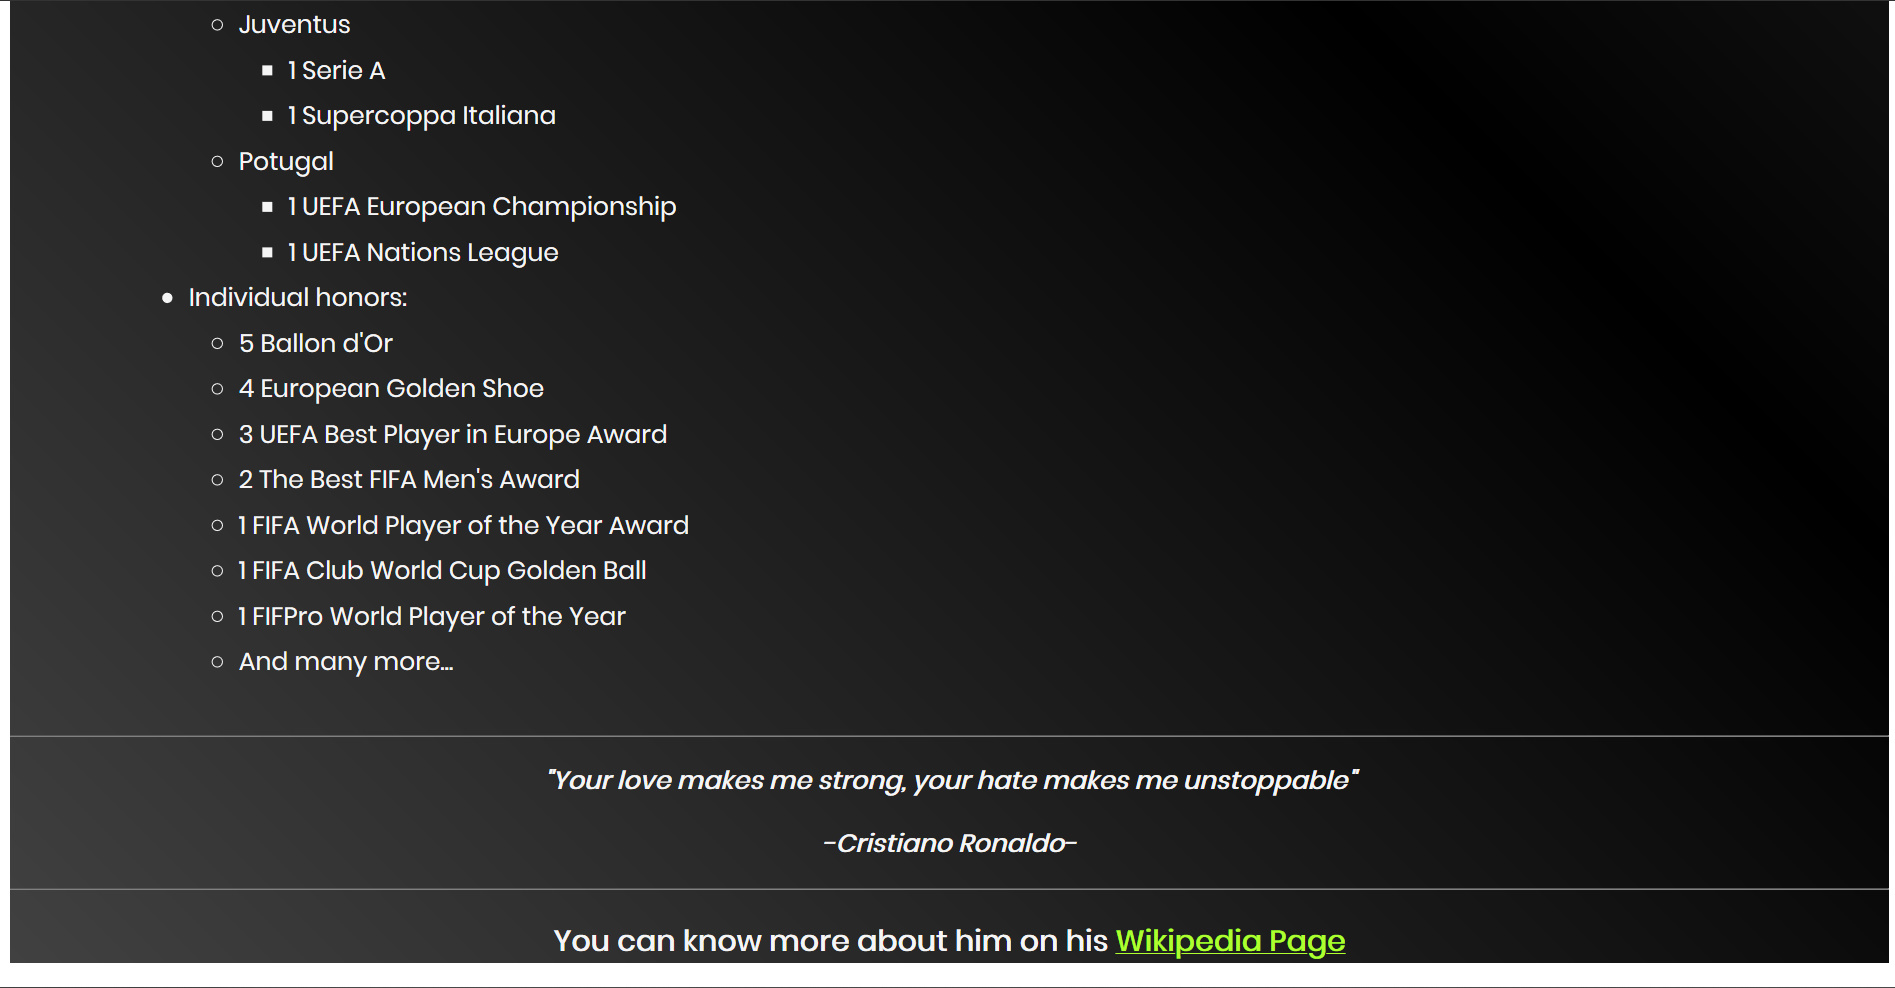 Juventus
1 Serie A
1 Supercoppa Italiana
Potugal
1 UEFA European Championship
1 UEFA Nations League
Individual honors:
5 Ballon d'Or
4 European Golden Shoe
3 UEFA Best Player in Europe Award
2 The Best FIFA Men's Award
1 FIFA World Player of the Year Award
1 FIFA Club World Cup Golden Ball
1 FIFPro World Player of the Year
And many more...
"Your love makes me strong, your hate makes me unstoppable"
-Cristiano Ronaldo-
You can know more about him on his Wikipedia Page